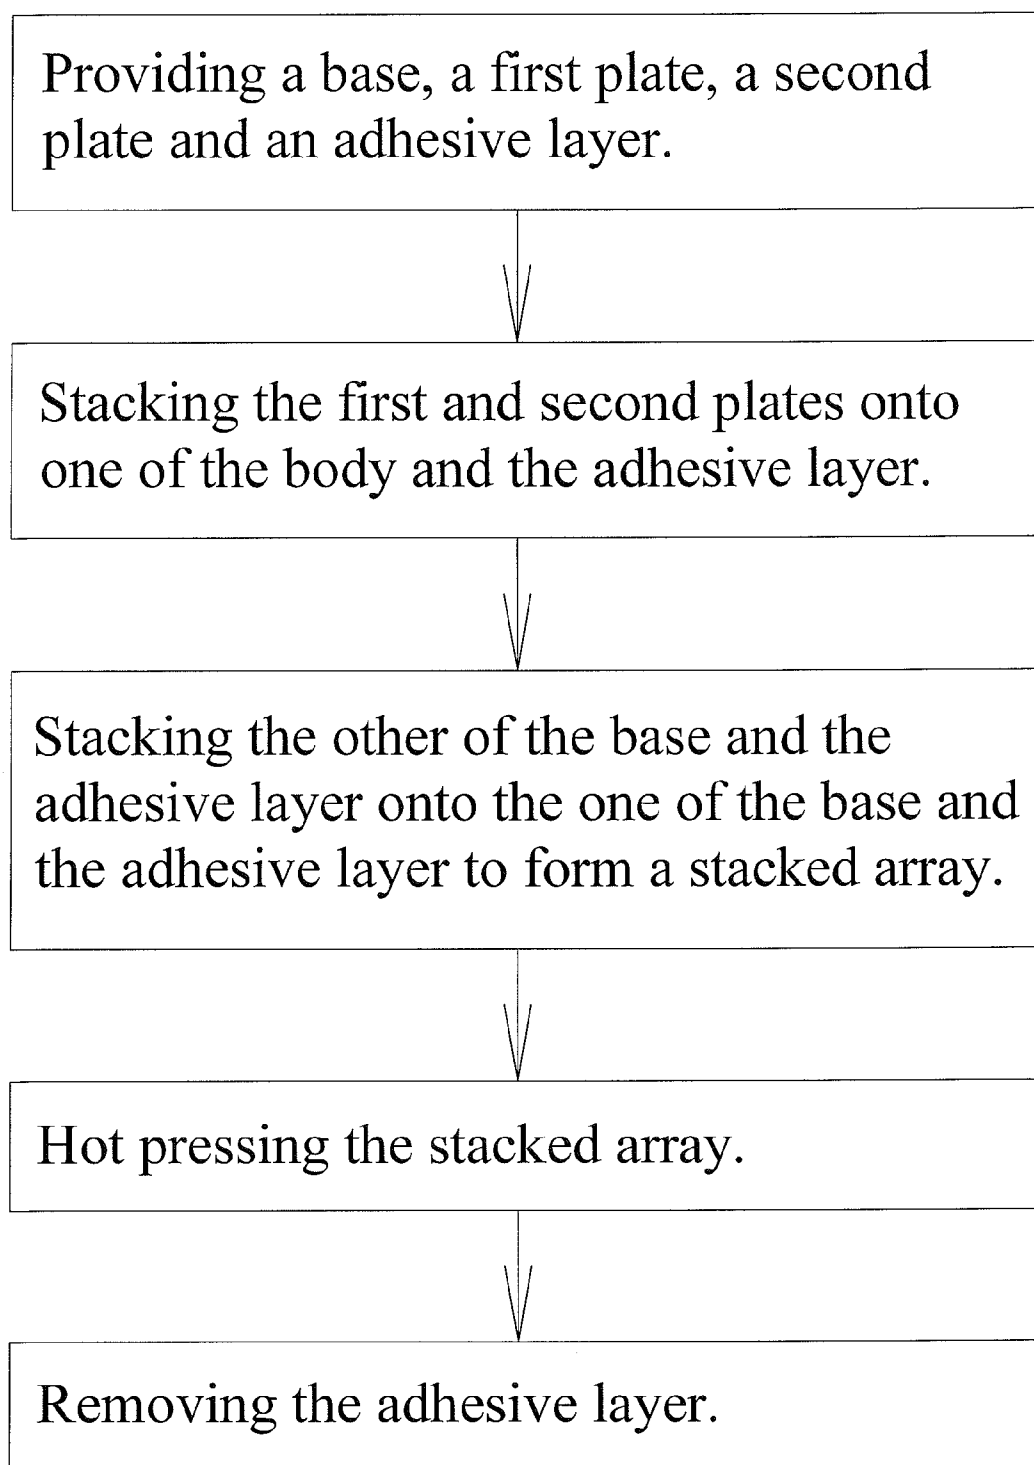 Providing a base, a first plate, a second
plate and an adhesive layer.
Stacking the first and second plates onto
one of the body and the adhesive layer.
Stacking the other of the base and the
adhesive layer onto the one of the base and
the adhesive layer to form a stacked array.
Hot pressing the stacked array.
Removing the adhesive layer.